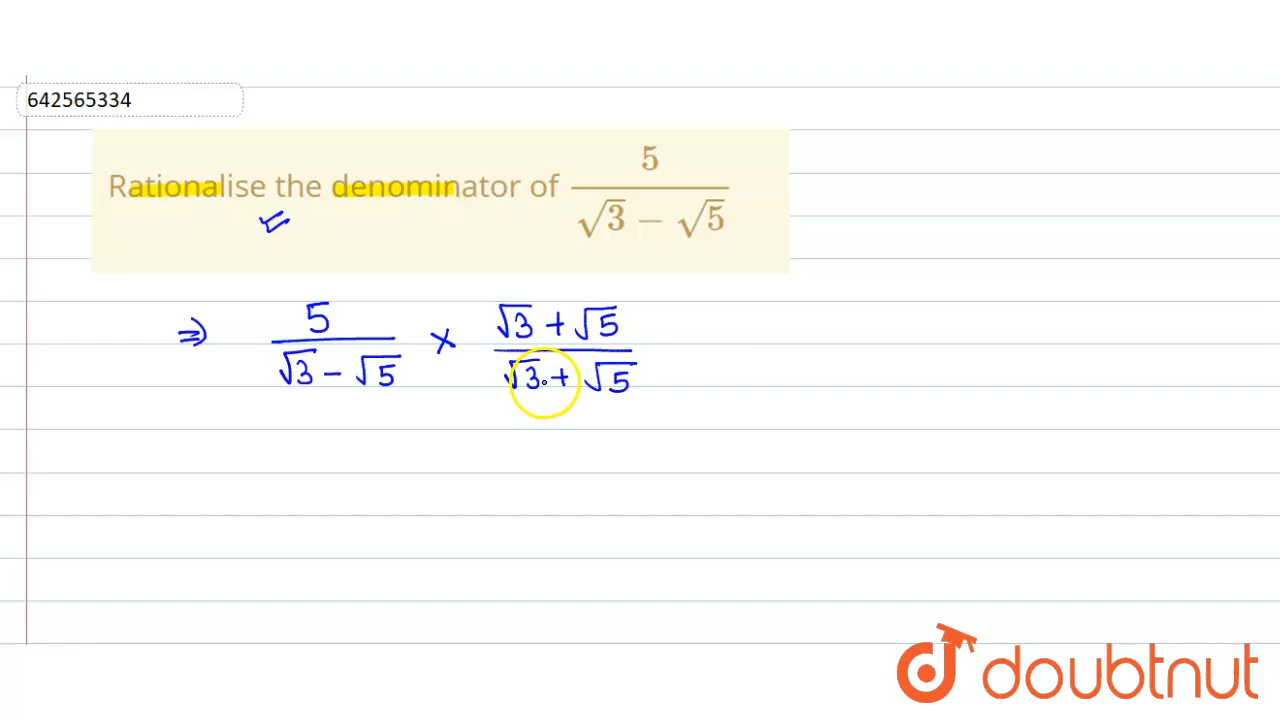 642565334
Rationalise the denominator of 5/(√3 − √5)
⇒ 5/(√3 − √5) × (√3 + √5)/(√3 + √5)
doubtnut